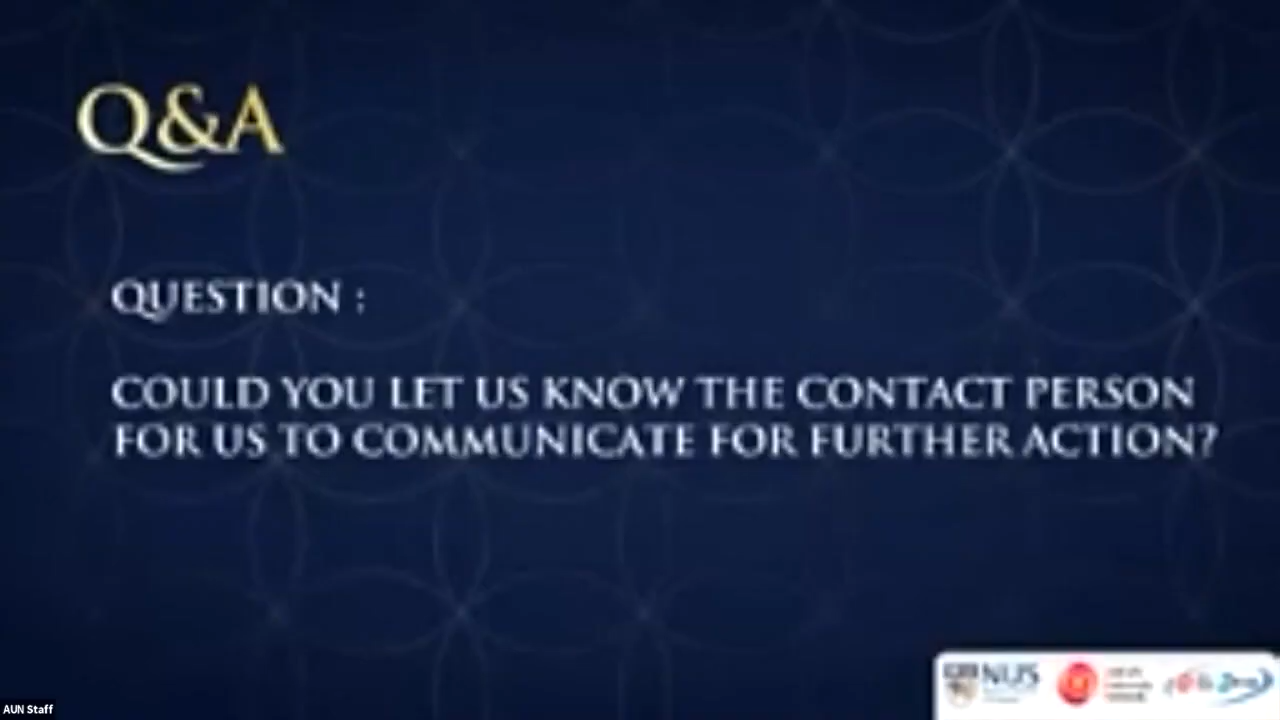 Q&A
QUESTION :
COULD YOU LET US KNOW THE CONTACT PERSON
FOR US TO COMMUNICATE FOR FURTHER ACTION?
NUS
AUN Staff